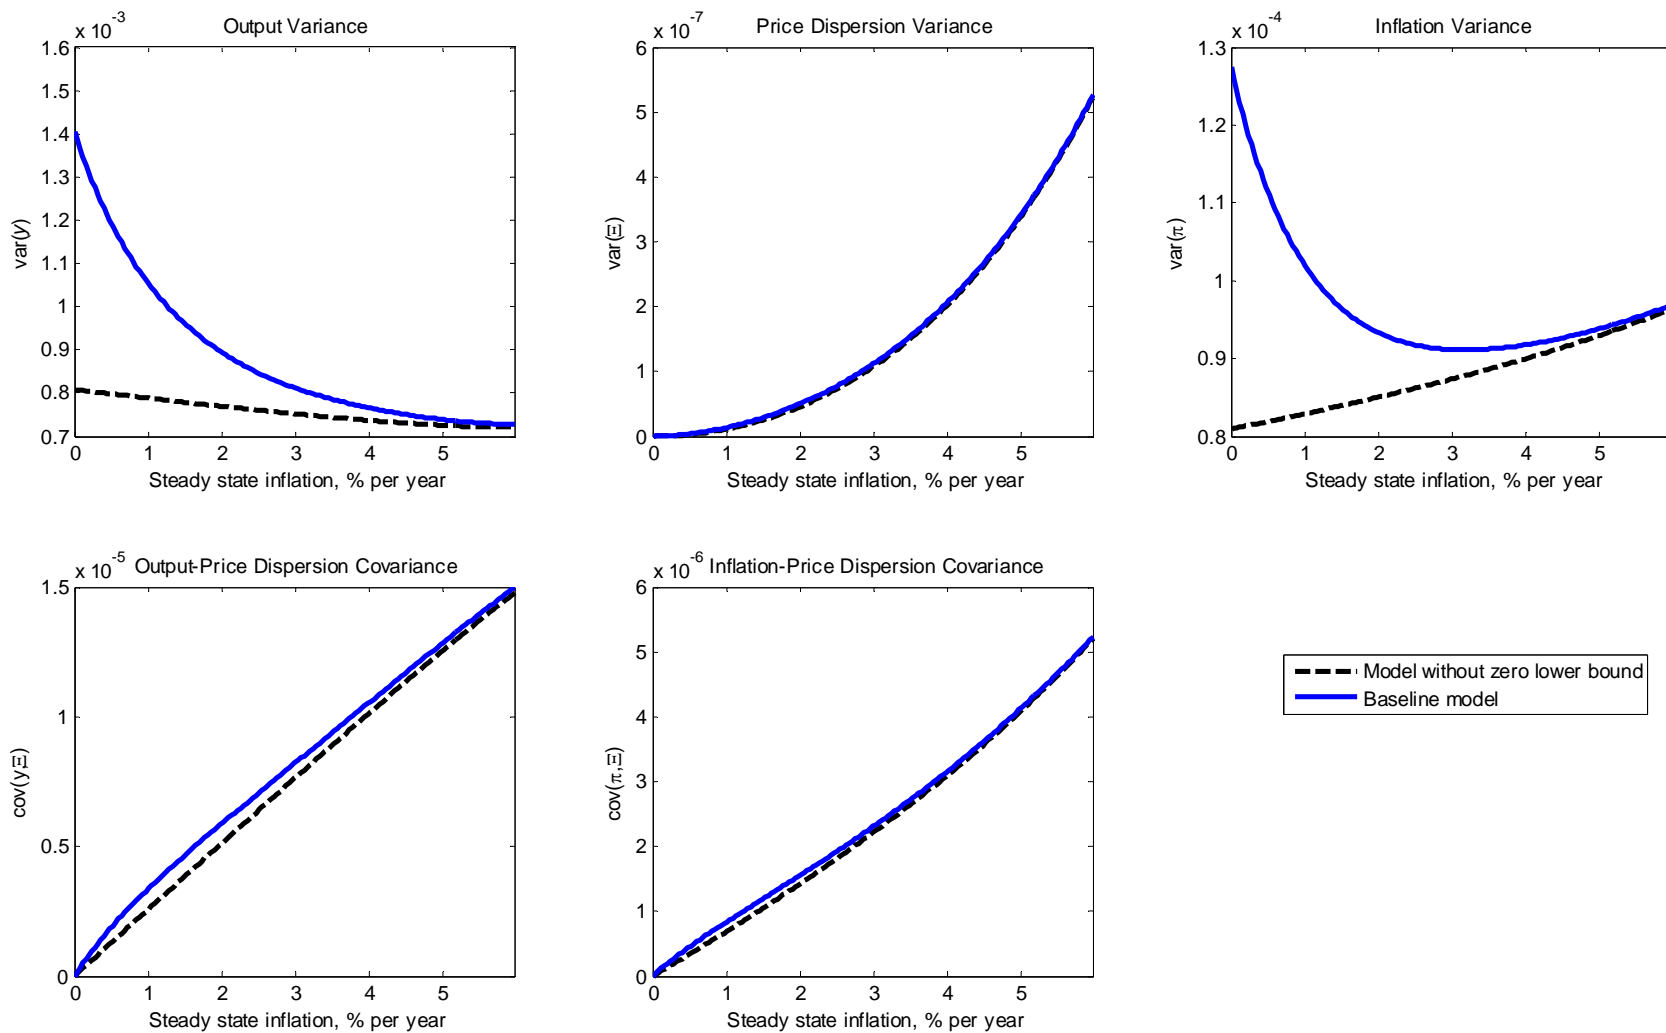 x 10^-3
Output Variance
1.6
1.5
1.4
1.3
1.2
1.1
1
0.9
0.8
0.7
var(y)
0 1 2 3 4 5
Steady state inflation, % per year
x 10^-7
Price Dispersion Variance
6
5
4
3
2
1
0
var(Ξ)
0 1 2 3 4 5
Steady state inflation, % per year
x 10^-4
Inflation Variance
1.3
1.2
1.1
1
0.9
0.8
var(π)
0 1 2 3 4 5
Steady state inflation, % per year
x 10^-5
Output-Price Dispersion Covariance
1.5
1
0.5
0
cov(y,Ξ)
0 1 2 3 4 5
Steady state inflation, % per year
x 10^-6
Inflation-Price Dispersion Covariance
6
5
4
3
2
1
0
cov(π,Ξ)
0 1 2 3 4 5
Steady state inflation, % per year
Model without zero lower bound
Baseline model